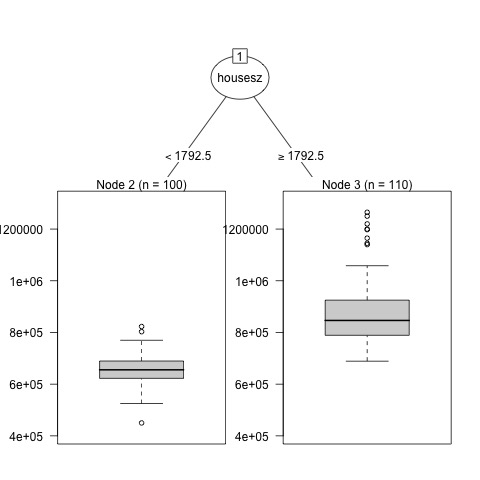 1
housesz
< 1792.5
≥ 1792.5
Node 2 (n = 100)
1200000
1e+06
8e+05
6e+05
4e+05
Node 3 (n = 110)
1200000
1e+06
8e+05
6e+05
4e+05